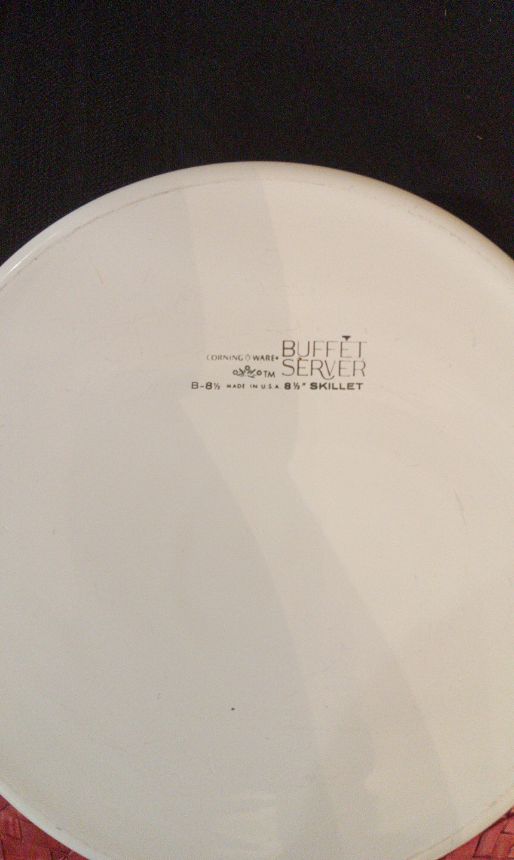 CORNING WARE® BUFFET
TM SERVER
B-8½ MADE IN U.S.A. 8½" SKILLET